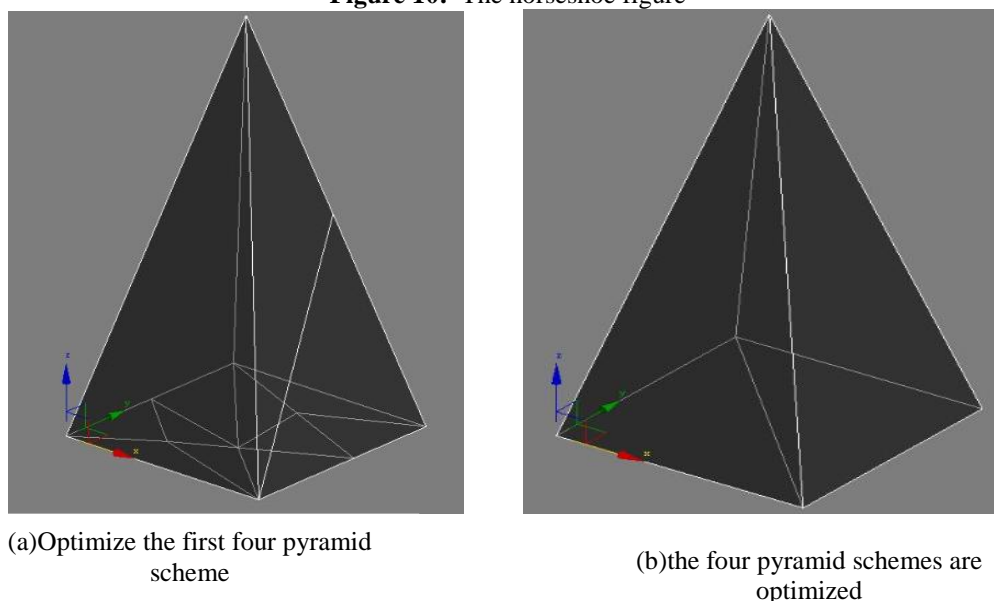 Figure 10. The horseshoe figure
z
y
x
z
y
x
(a)Optimize the first four pyramid
scheme
(b)the four pyramid schemes are
optimized